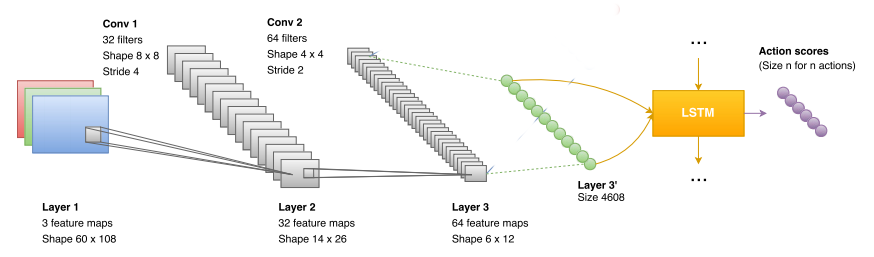 Conv 1
32 filters
Shape 8 x 8
Stride 4
Conv 2
64 filters
Shape 4 x 4
Stride 2
...
Action scores
(Size n for n actions)
LSTM
...
Layer 3'
Size 4608
Layer 1
3 feature maps
Shape 60 x 108
Layer 2
32 feature maps
Shape 14 x 26
Layer 3
64 feature maps
Shape 6 x 12